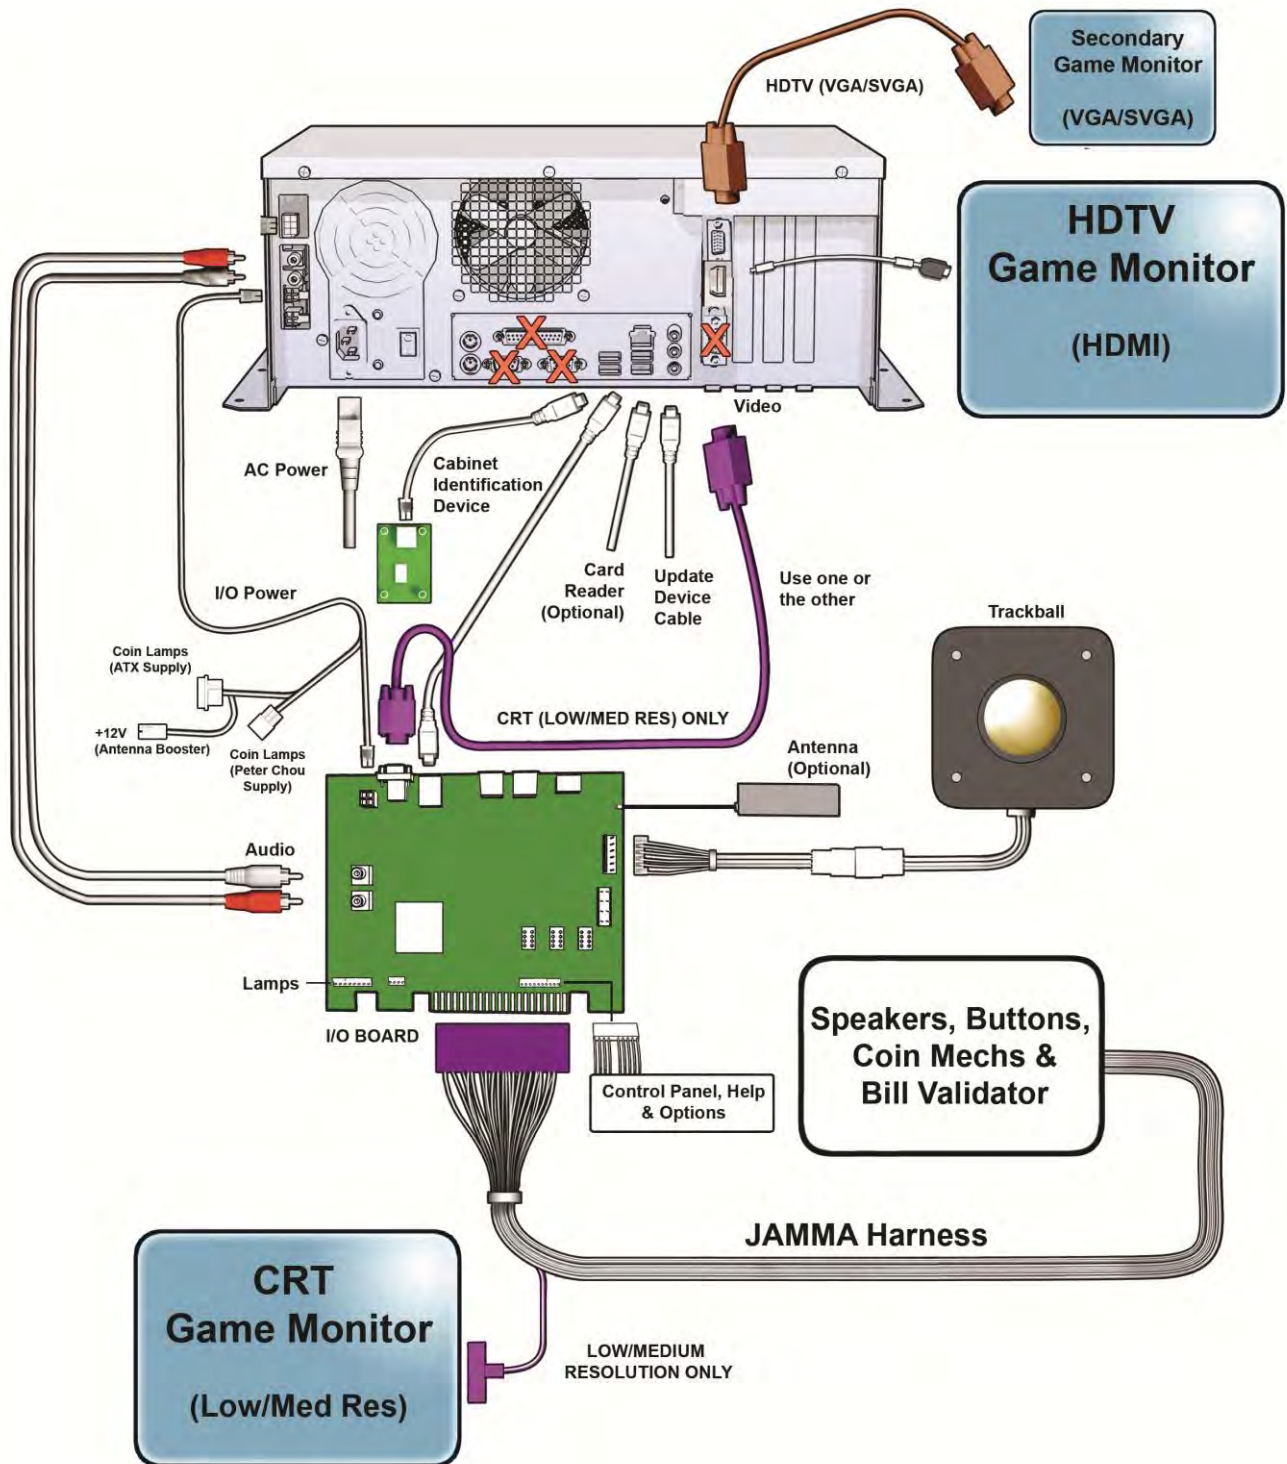 Secondary
Game Monitor
(VGA/SVGA)
HDTV (VGA/SVGA)
HDTV
Game Monitor
(HDMI)
X
X
X
X
Video
AC Power
Cabinet
Identification
Device
Card
Reader
(Optional)
Update
Device
Cable
Use one or
the other
I/O Power
Trackball
Coin Lamps
(ATX Supply)
+12V
(Antenna Booster)
Coin Lamps
(Peter Chou
Supply)
CRT (LOW/MED RES) ONLY
Antenna
(Optional)
Audio
Lamps
I/O BOARD
Control Panel, Help
& Options
Speakers, Buttons,
Coin Mechs &
Bill Validator
JAMMA Harness
CRT
Game Monitor
(Low/Med Res)
LOW/MEDIUM
RESOLUTION ONLY